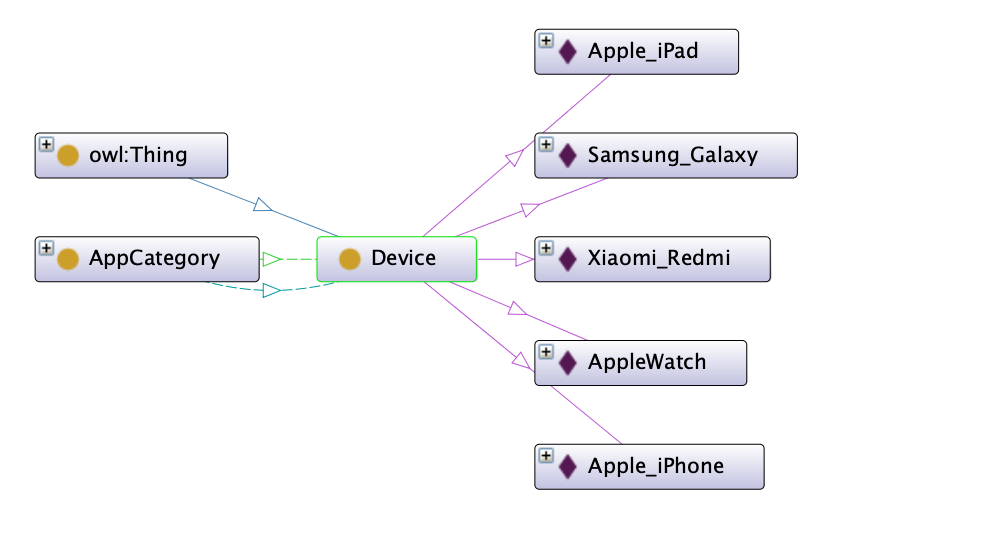 Apple_iPad
owl:Thing
Samsung_Galaxy
AppCategory
Device
Xiaomi_Redmi
AppleWatch
Apple_iPhone